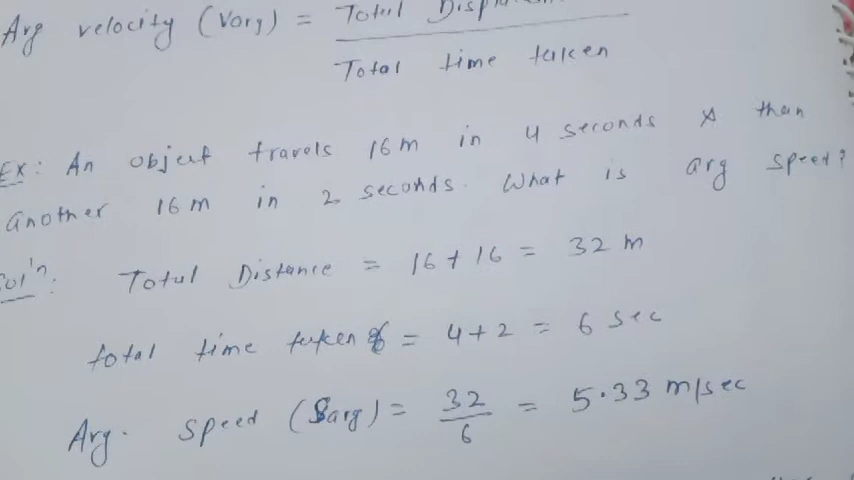 Avg velocity (Vavg) = Total
Total time taken
EX: An object travels 16m in 4 seconds & than
another 16m in 2 seconds. What is avg speed?
Sol'n: Total Distance = 16 + 16 = 32 m
total time taken = 4 + 2 = 6 sec
Avg. Speed (Savg) = 32/6 = 5.33 m/sec